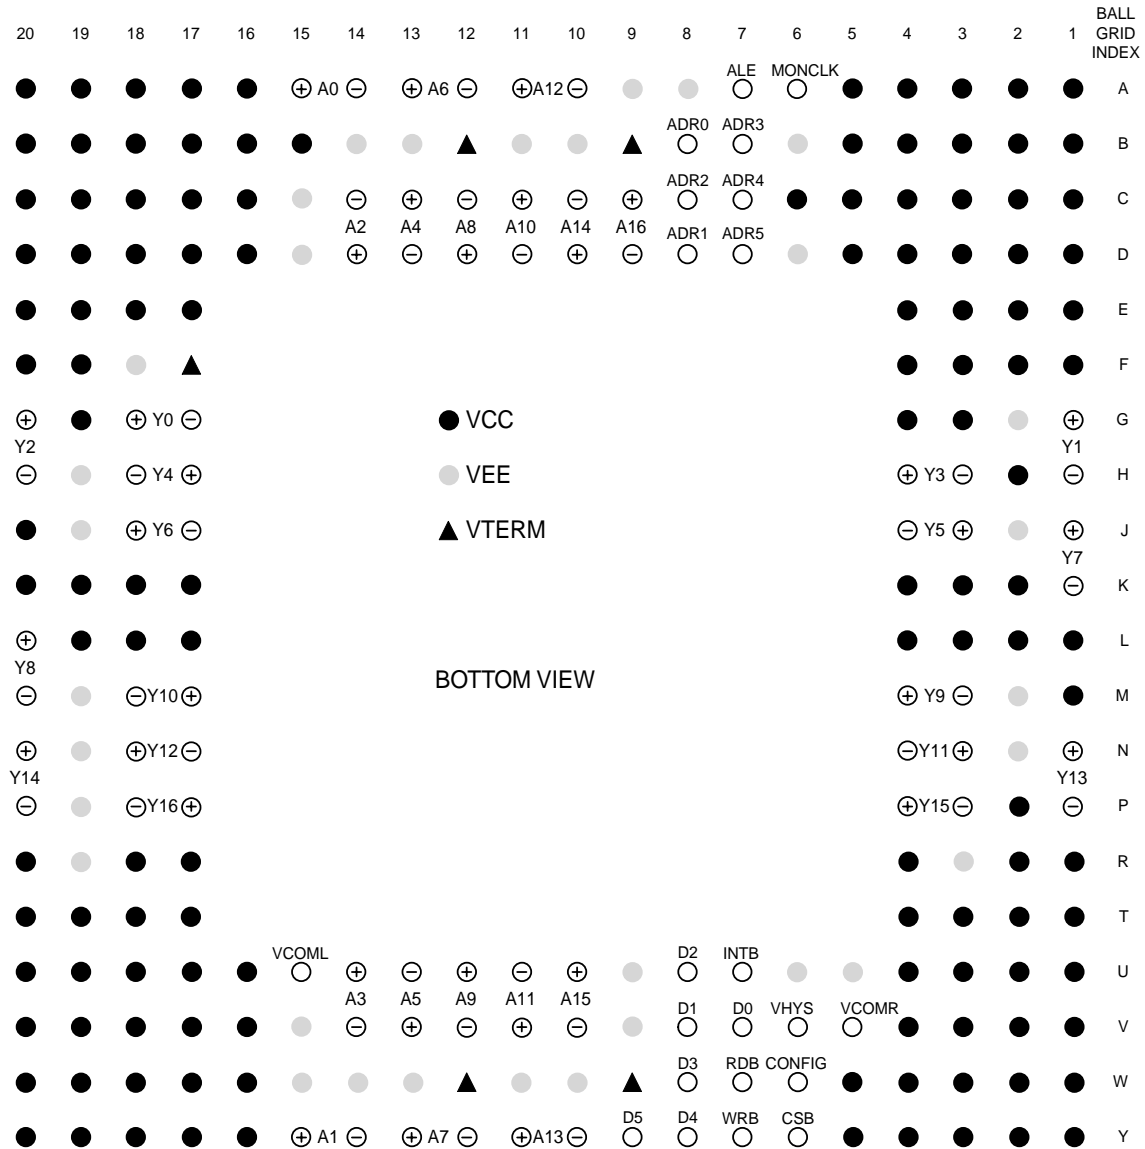 BALL
20 19 18 17 16 15 14 13 12 11 10 9 8 7 6 5 4 3 2 1 GRID
INDEX
ALE MONCLK
A0 A6 A12 A
ADR0 ADR3
B
ADR2 ADR4
C
A2 A4 A8 A10 A14 A16 ADR1 ADR5
D
E
F
Y0 VCC G
Y2 Y1
Y4 VEE Y3 H
Y6 VTERM Y5 J
Y7
K
L
Y8 BOTTOM VIEW
Y10 Y9 M
Y12 Y11 N
Y14 Y13
Y16 Y15 P
R
T
VCOML D2 INTB
U
A3 A5 A9 A11 A15 D1 D0 VHYS VCOMR
V
D3 RDB CONFIG
W
D5 D4 WRB CSB
A1 A7 A13 Y